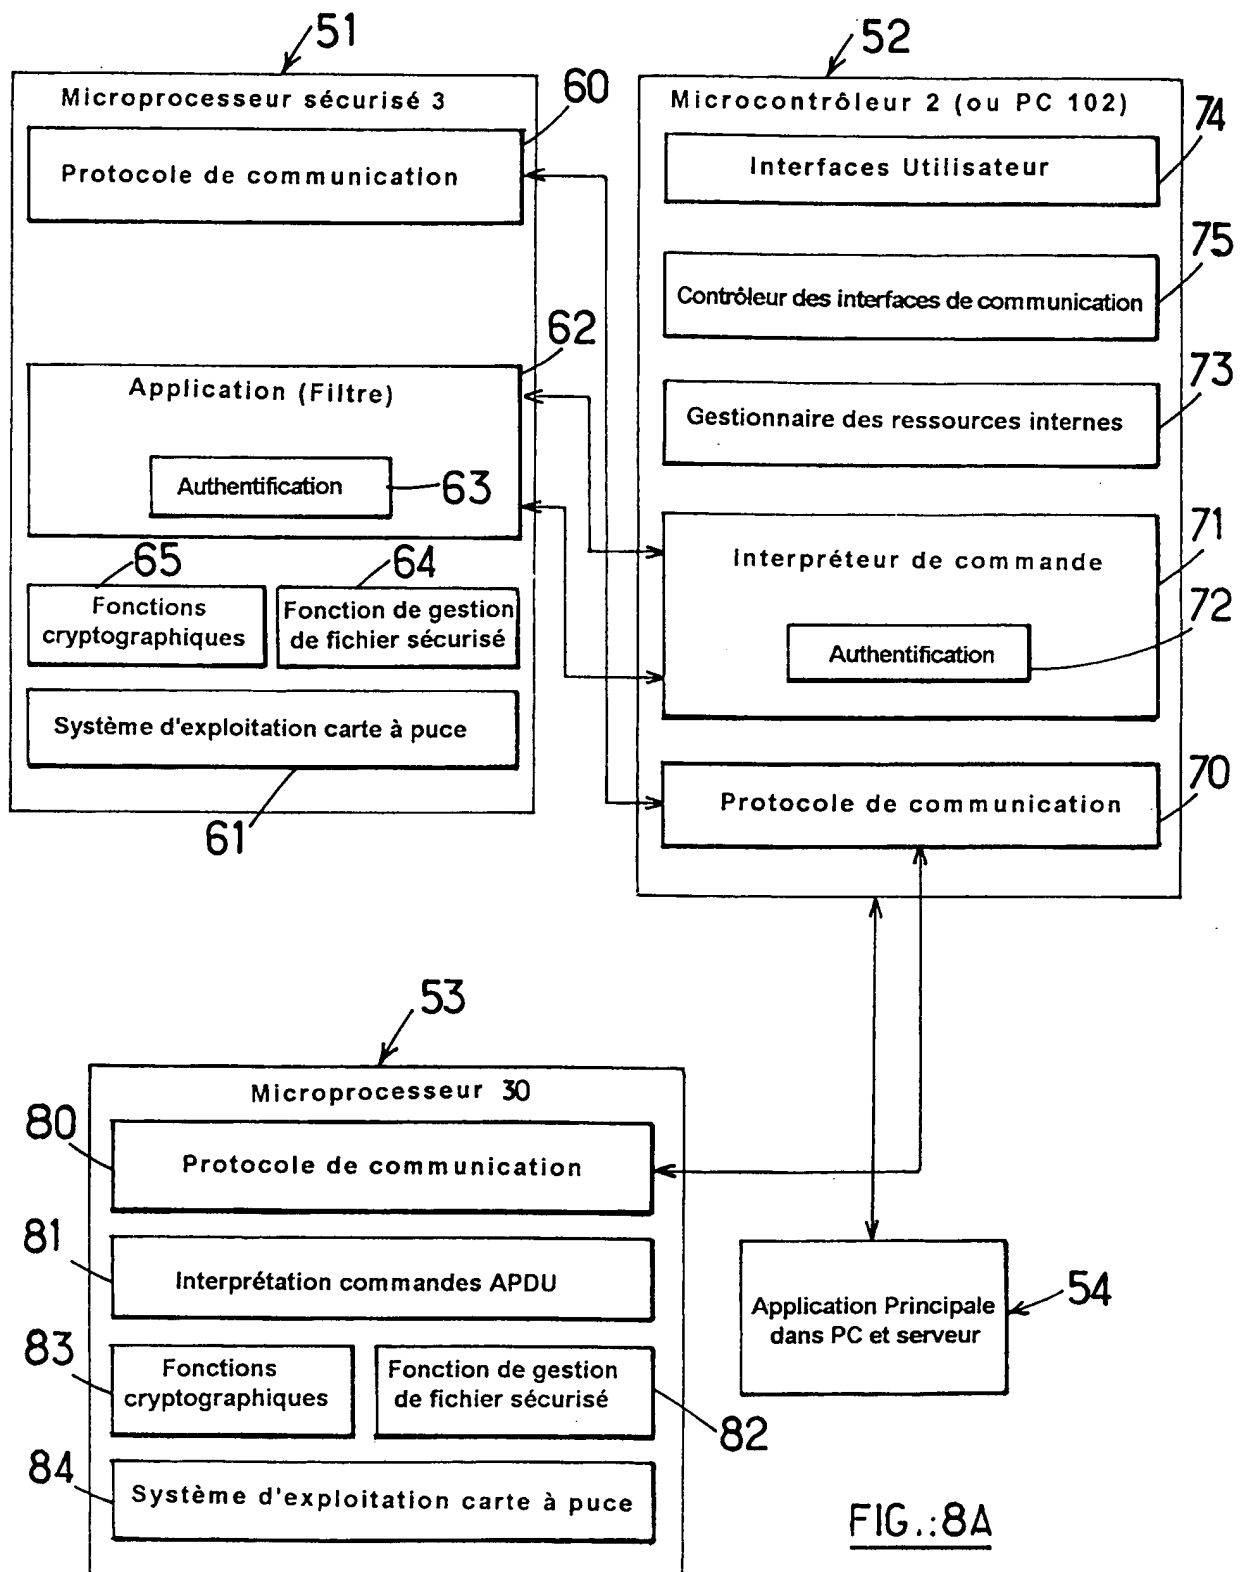 51
Microprocesseur sécurisé 3
60
Protocole de communication
62
Application (Filtre)
Authentification
63
65
64
Fonctions
cryptographiques
Fonction de gestion
de fichier sécurisé
Système d'exploitation carte à puce
61
52
Microcontrôleur 2 (ou PC 102)
74
Interfaces Utilisateur
75
Contrôleur des interfaces de communication
73
Gestionnaire des ressources internes
71
Interpréteur de commande
72
Authentification
70
Protocole de communication
53
Microprocesseur 30
80
Protocole de communication
81
Interprétation commandes APDU
83
Fonctions
cryptographiques
Fonction de gestion
de fichier sécurisé
82
84
Système d'exploitation carte à puce
54
Application Principale
dans PC et serveur
FIG.:8A